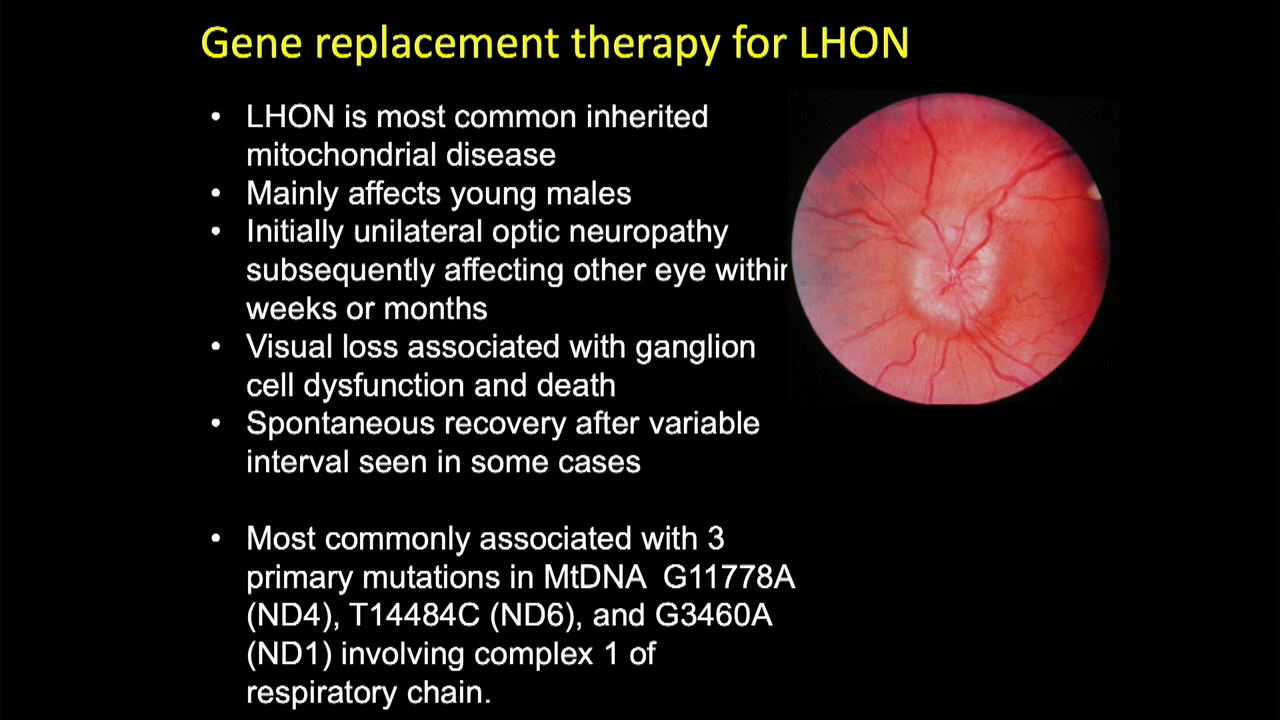 Gene replacement therapy for LHON
• LHON is most common inherited
mitochondrial disease
• Mainly affects young males
• Initially unilateral optic neuropathy
subsequently affecting other eye within
weeks or months
• Visual loss associated with ganglion
cell dysfunction and death
• Spontaneous recovery after variable
interval seen in some cases
• Most commonly associated with 3
primary mutations in MtDNA G11778A
(ND4), T14484C (ND6), and G3460A
(ND1) involving complex 1 of
respiratory chain.